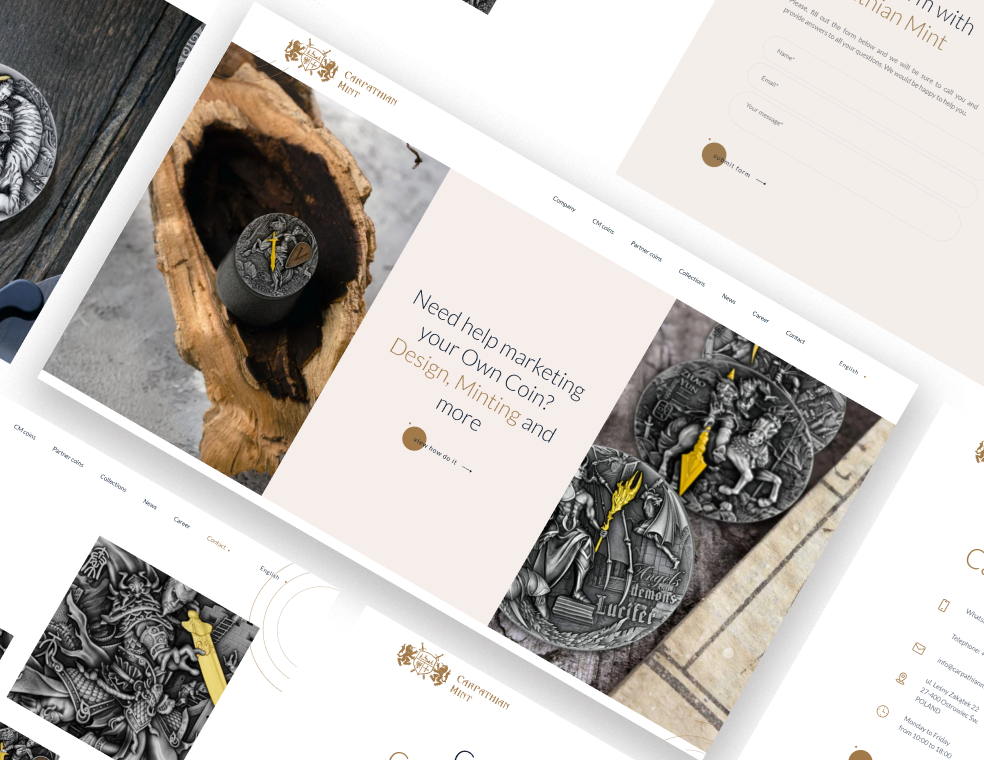 rm with
thian Mint
Please, fill out the form below and we will be sure to call you and
provide answers to all your questions. We would be happy to help you.
Name*
Email*
Your message*
submit form
CARPATHIAN
MINT
Company
CM coins
Partner coins
Collections
News
Career
Contact
English
Need help marketing
your Own Coin?
Design, Minting and
more
view how do it
ZHAO
YUN
Angels
demons
Lucifer
CM coins
Partner coins
Collections
News
Career
Contact
English
CARPATHIAN
MINT
Telephone:
info@carpathianm
ul. Leśny Zakątek 22
27-400 Ostrowiec Św.
POLAND
Monday to Friday
from 10:00 to 18:00